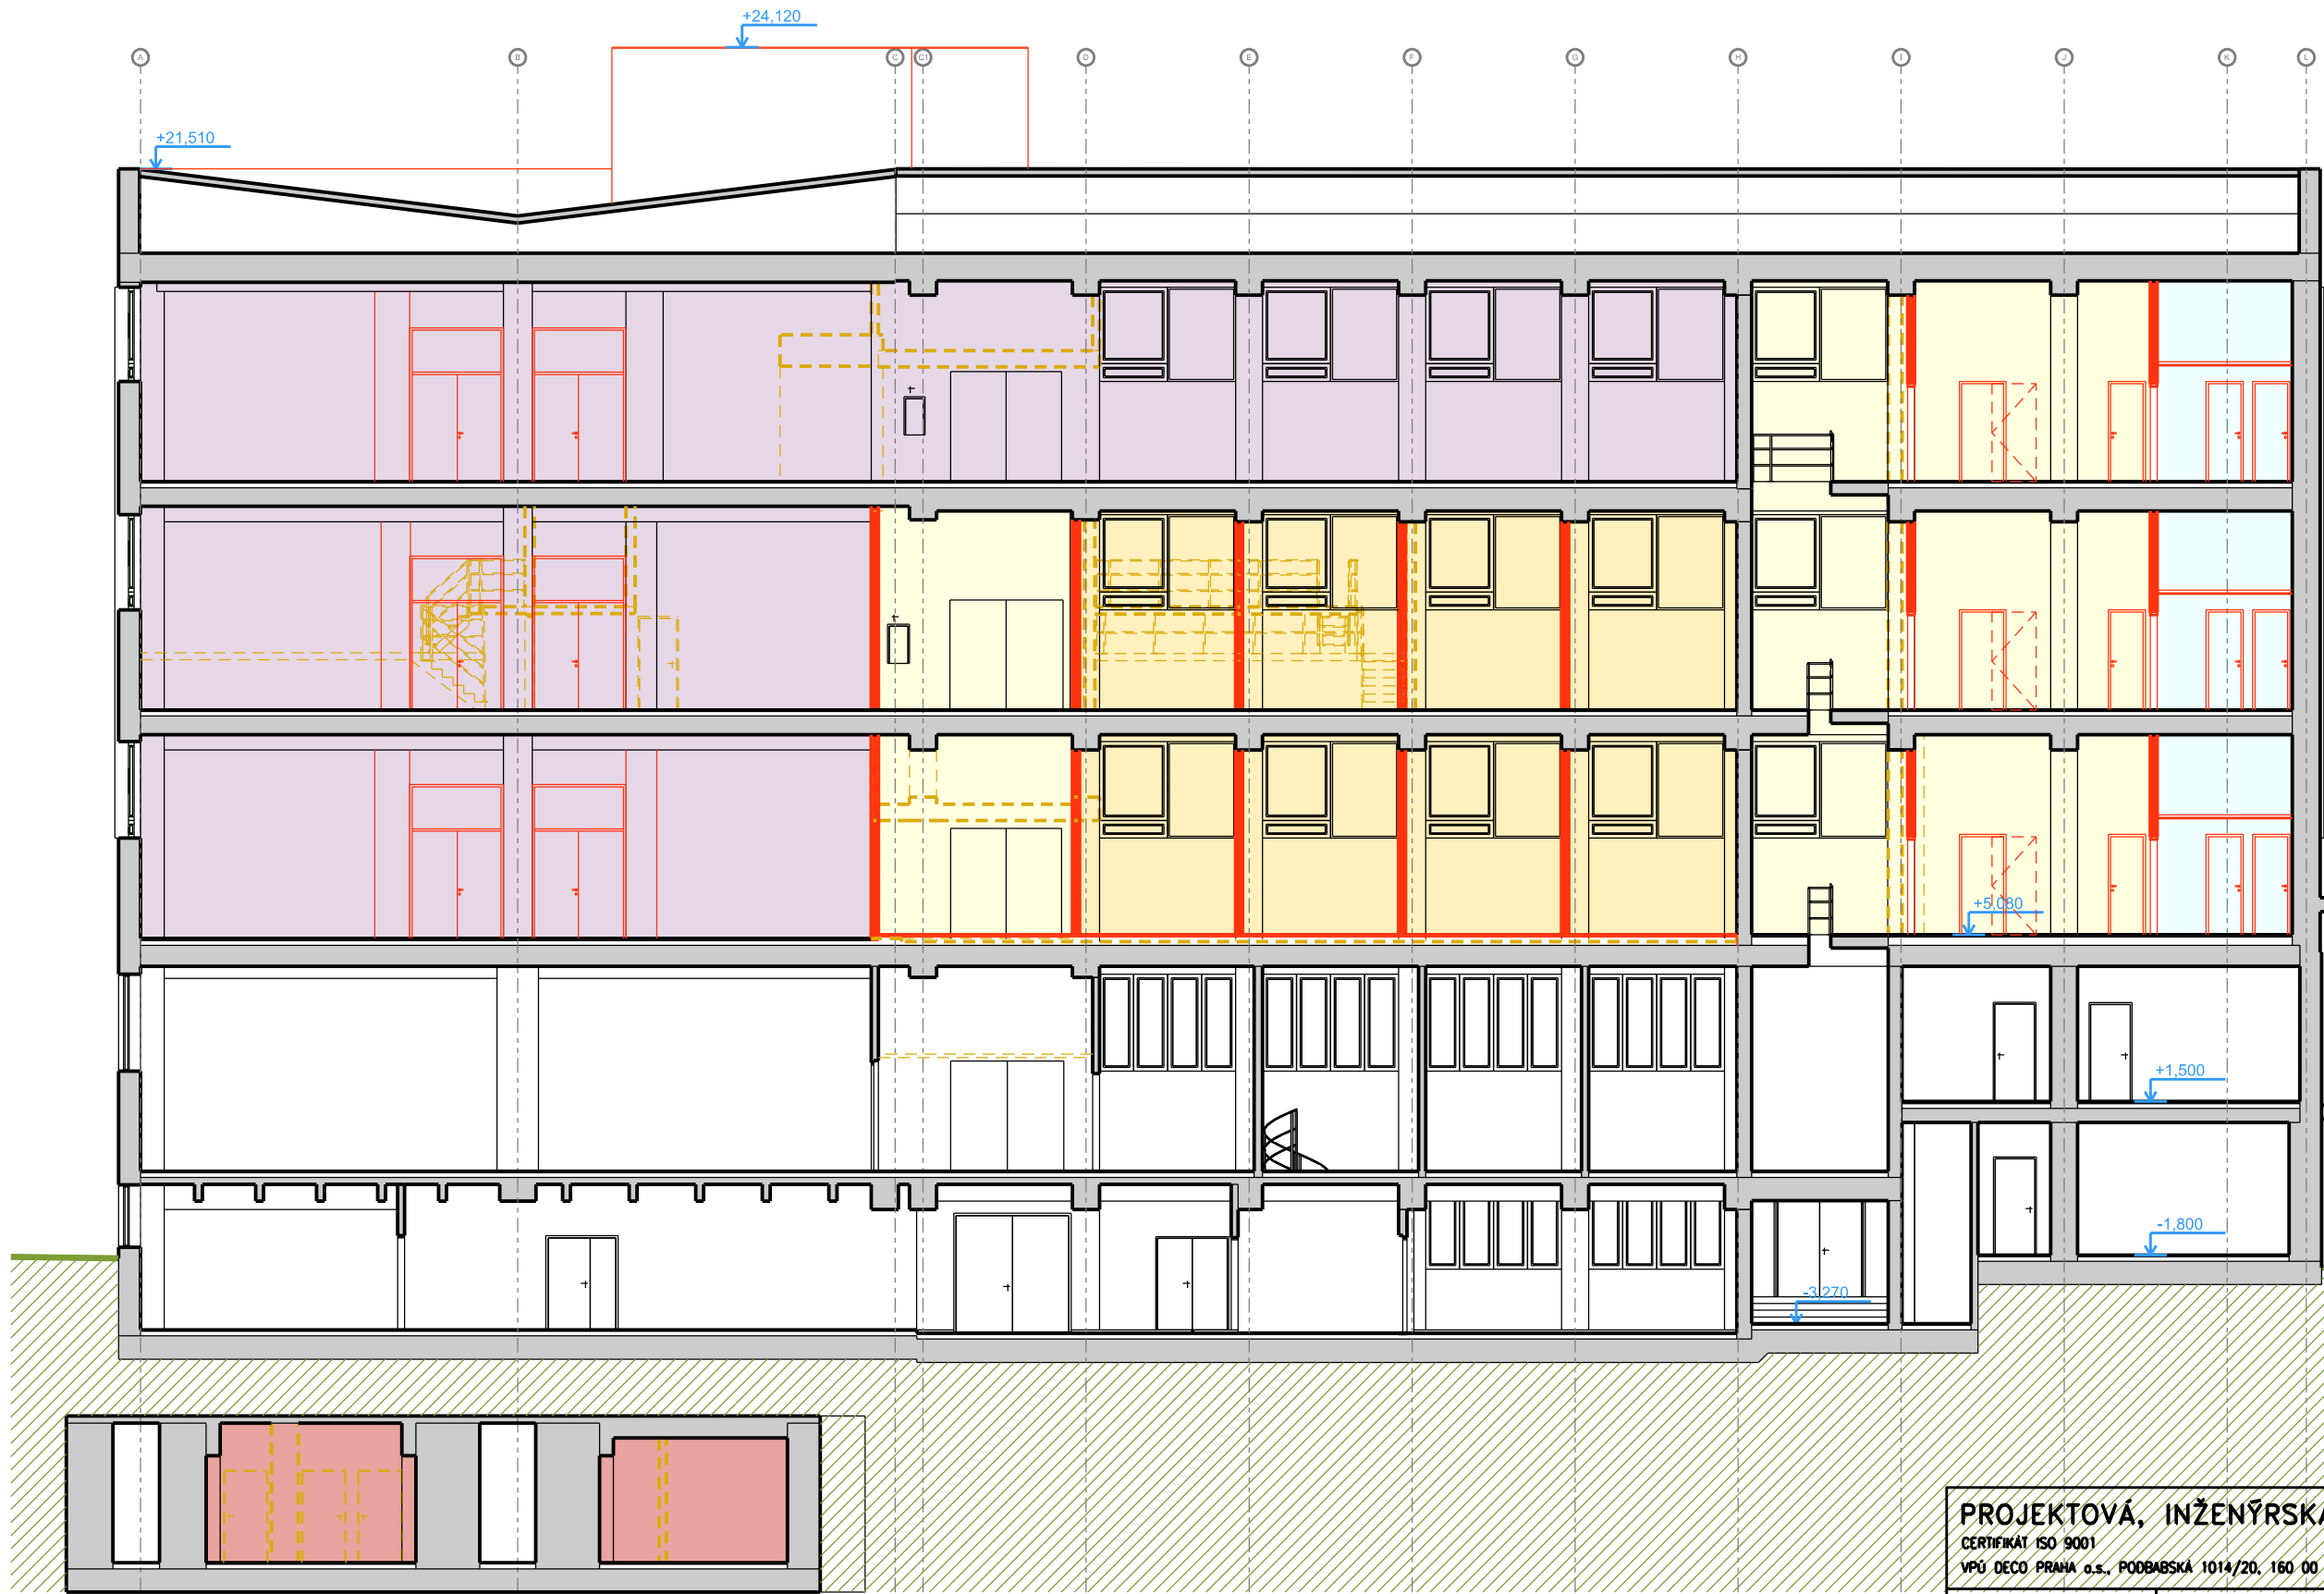 +24,120
A B C C1 D E F G H I J K L
+21,510
+5,080
+1,500
-1,800
-3,270
PROJEKTOVÁ, INŽENÝRSKÁ
CERTIFIKÁT ISO 9001
VPÚ DECO PRAHA a.s., PODBABSKÁ 1014/20, 160 00